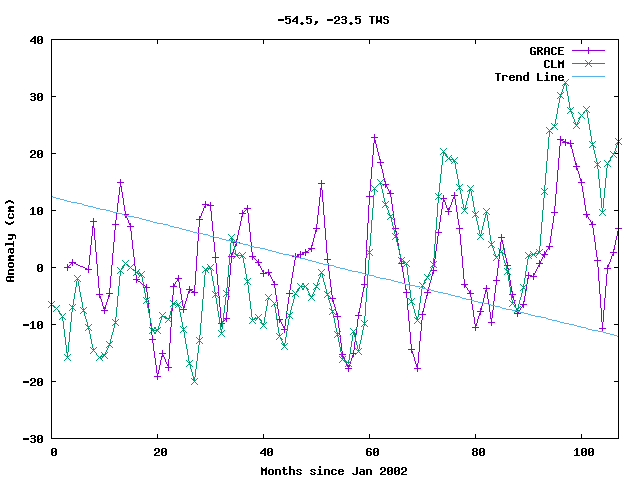 -54.5, -23.5 TWS
GRACE
CLM
Trend Line
40
30
20
10
0
-10
-20
-30
Anomaly (cm)
0 20 40 60 80 100
Months since Jan 2002